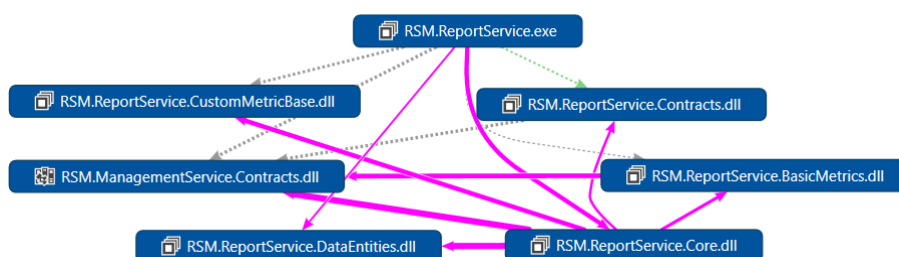 RSM.ReportService.exe
RSM.ReportService.CustomMetricBase.dll
RSM.ReportService.Contracts.dll
RSM.ManagementService.Contracts.dll
RSM.ReportService.BasicMetrics.dll
RSM.ReportService.DataEntities.dll
RSM.ReportService.Core.dll